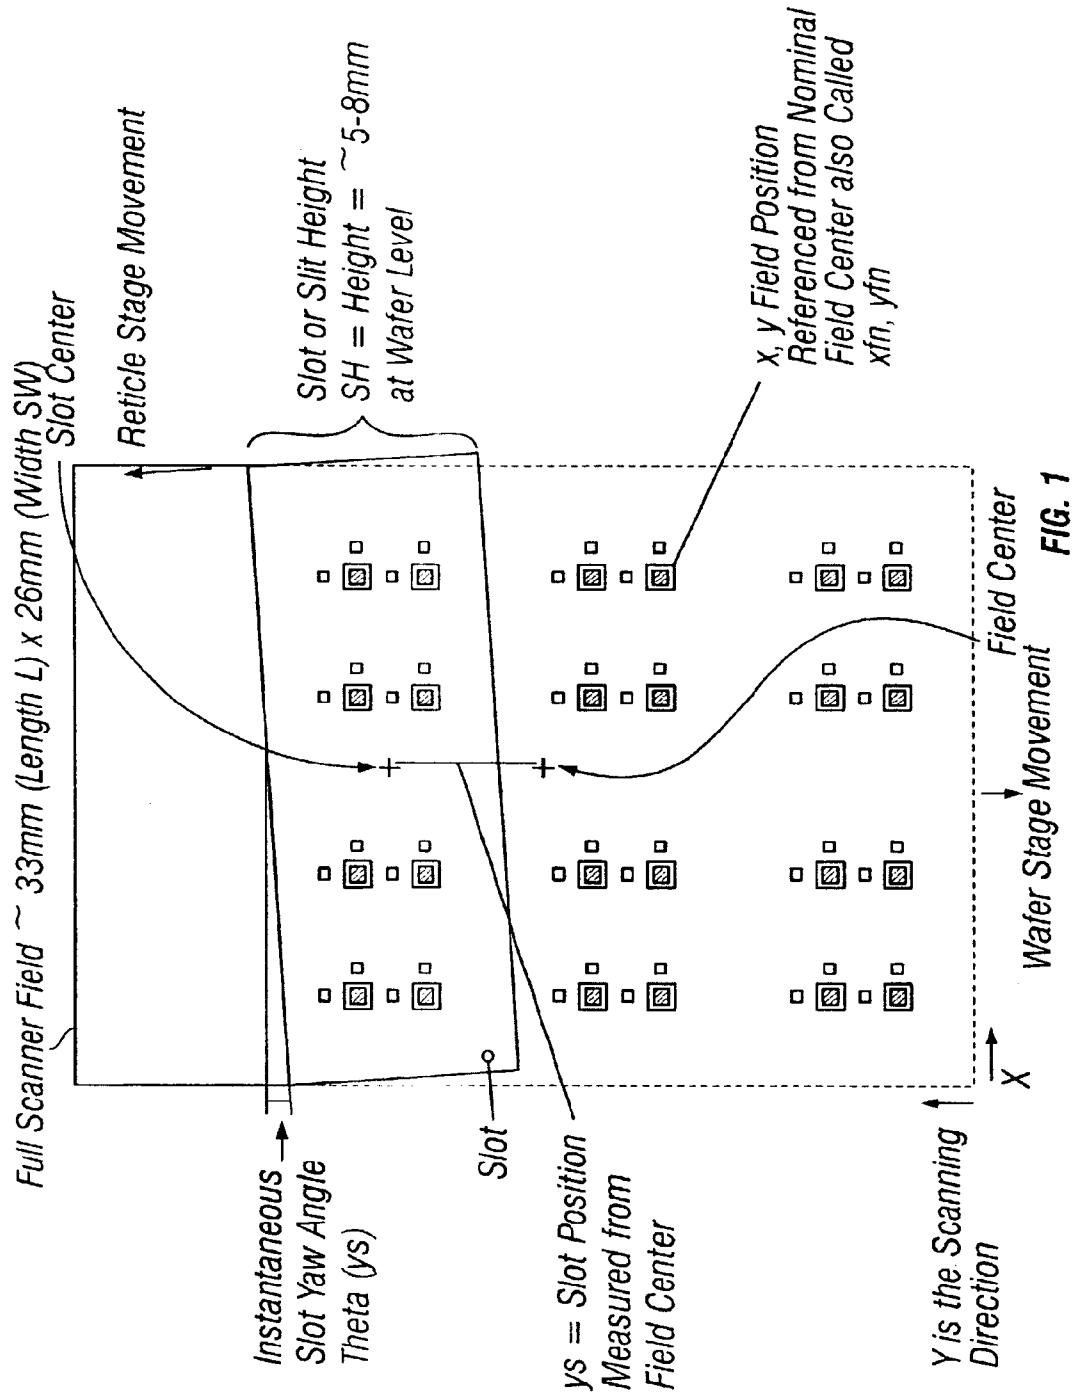 Full Scanner Field ~ 33mm (Length L) x 26mm (Width SW)
Slot Center
Reticle Stage Movement
Instantaneous
Slot Yaw Angle
Theta (ys)
Slot or Slit Height
SH = Height = ~5-8mm
at Wafer Level
Slot
ys = Slot Position
Measured from
Field Center
x, y Field Position
Referenced from Nominal
Field Center also Called
xfn, yfn
Y is the Scanning
Direction
X
Wafer Stage Movement
Field Center
FIG. 1